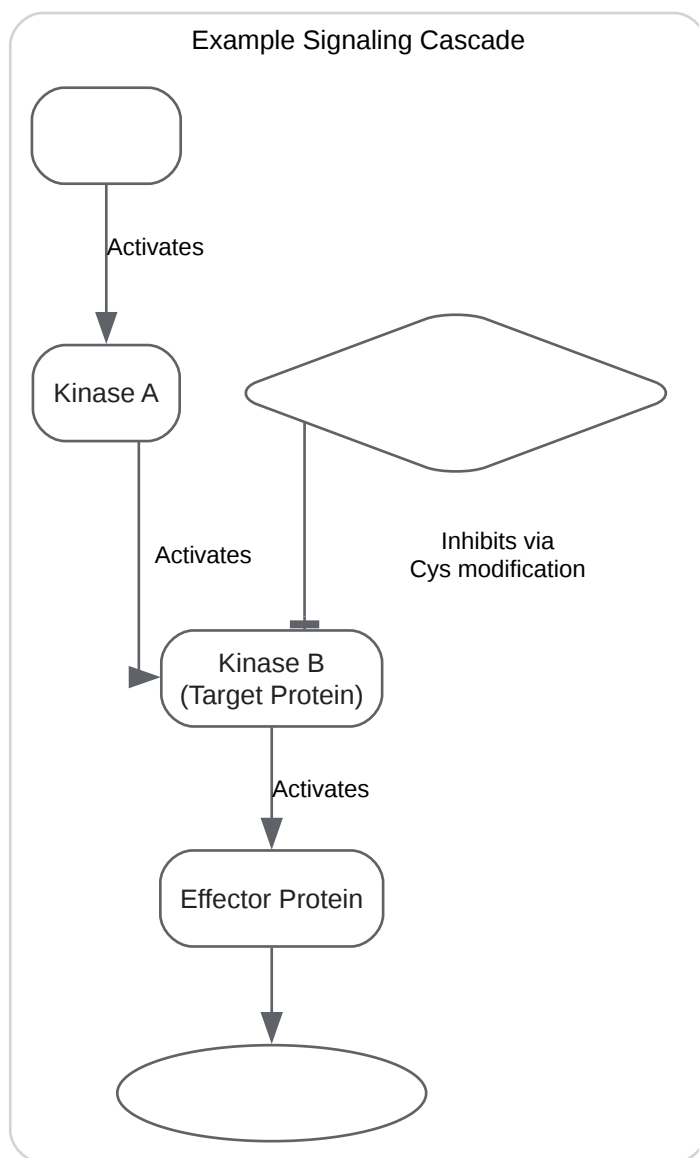 Example Signaling Cascade
Activates
Kinase A
Activates
Inhibits via
Cys modification
Kinase B
(Target Protein)
Activates
Effector Protein